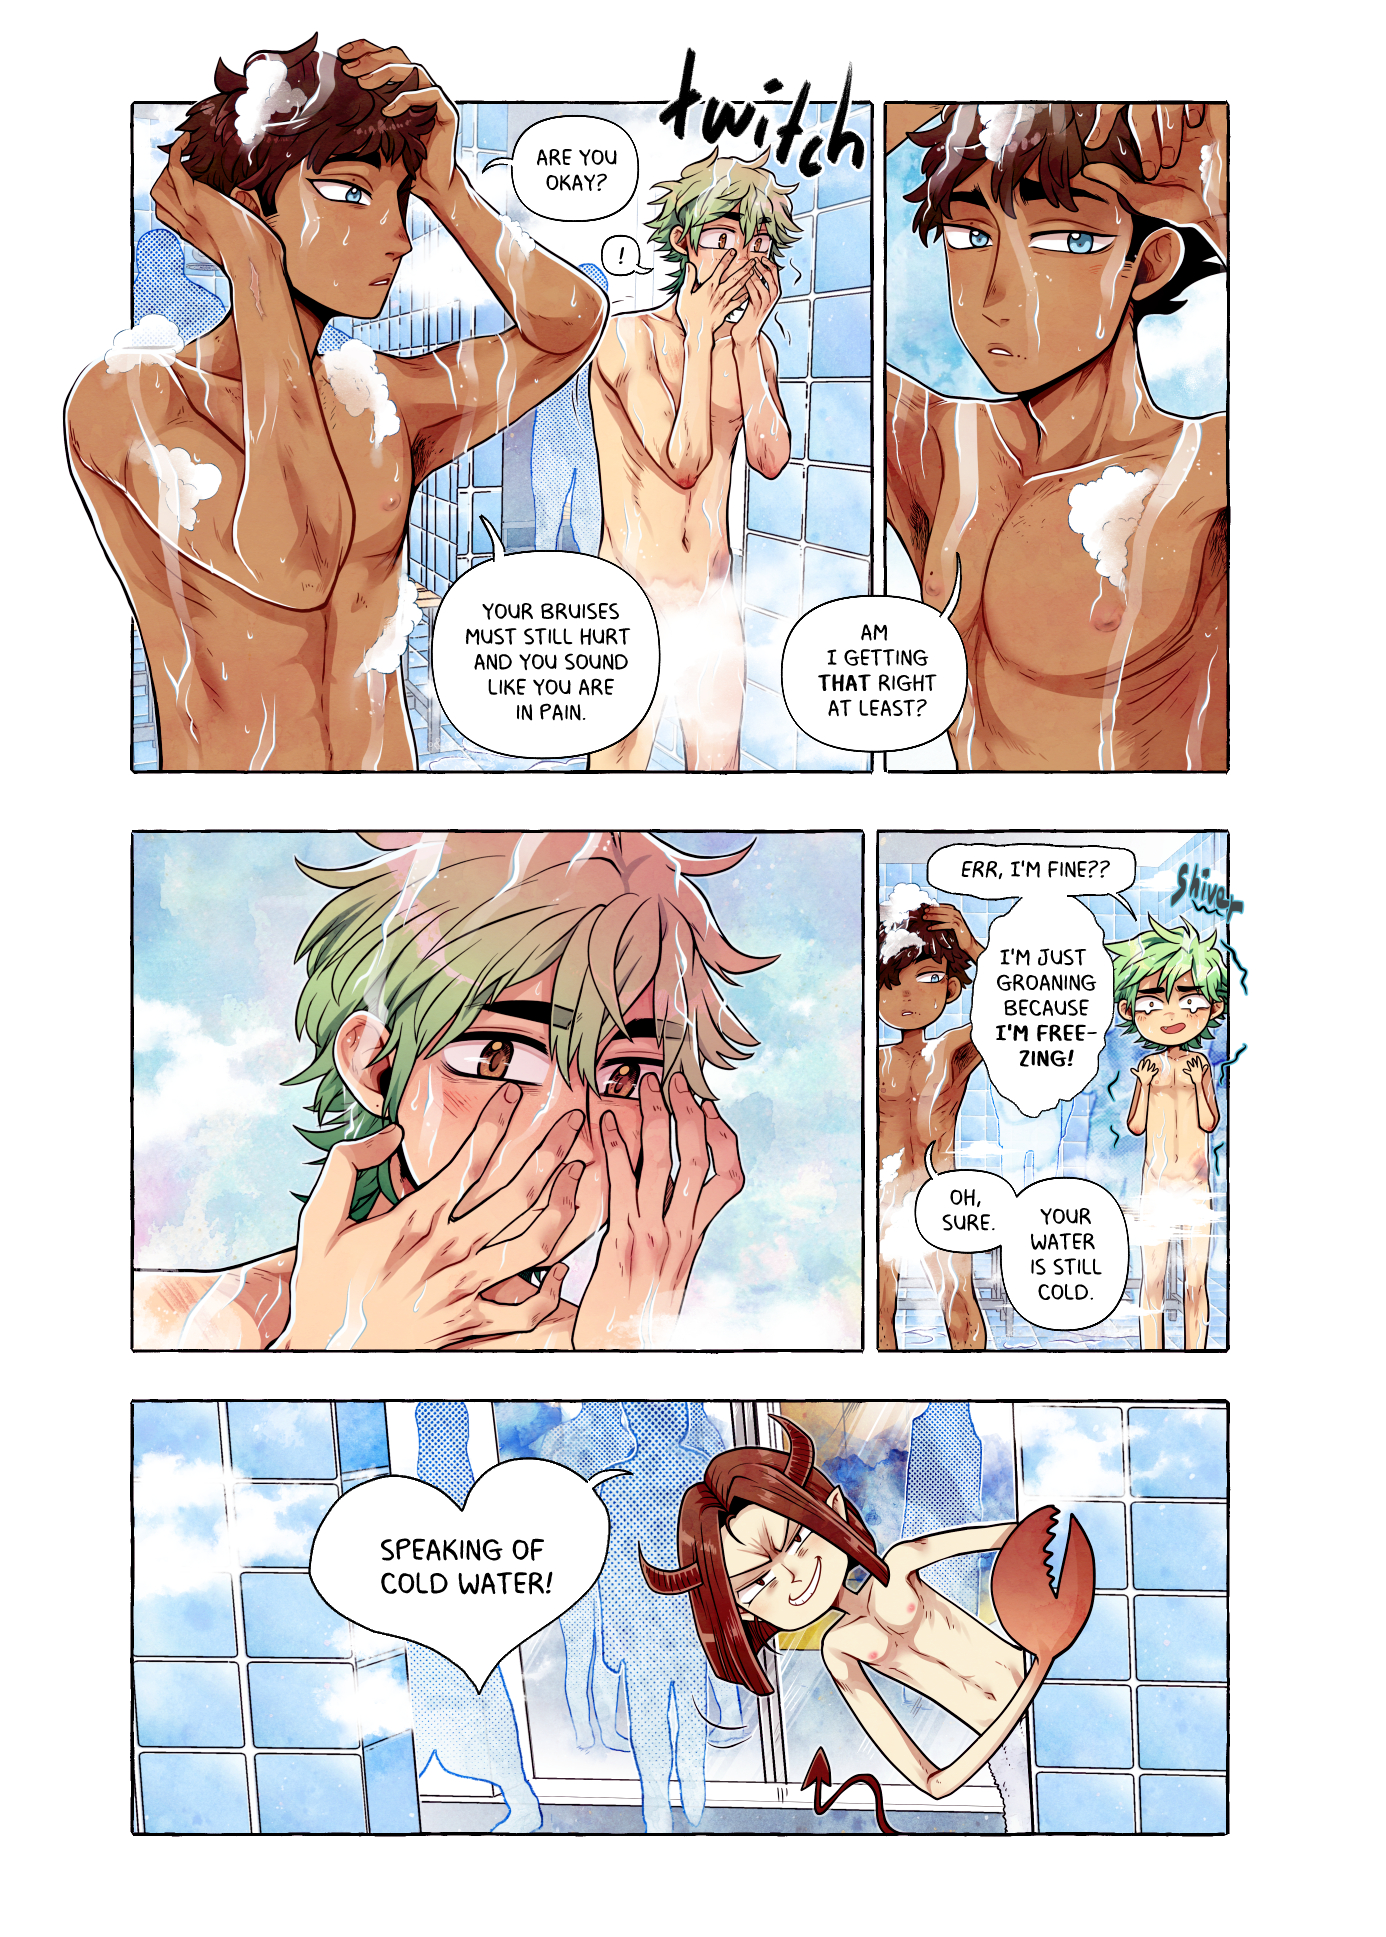 twitch
ARE YOU
OKAY?
!
YOUR BRUISES
MUST STILL HURT
AND YOU SOUND
LIKE YOU ARE
IN PAIN.
AM
I GETTING
THAT RIGHT
AT LEAST?
ERR, I'M FINE??
shiver
I'M JUST
GROANING
BECAUSE
I'M FREE-
ZING!
OH,
SURE.
YOUR
WATER
IS STILL
COLD.
SPEAKING OF
COLD WATER!